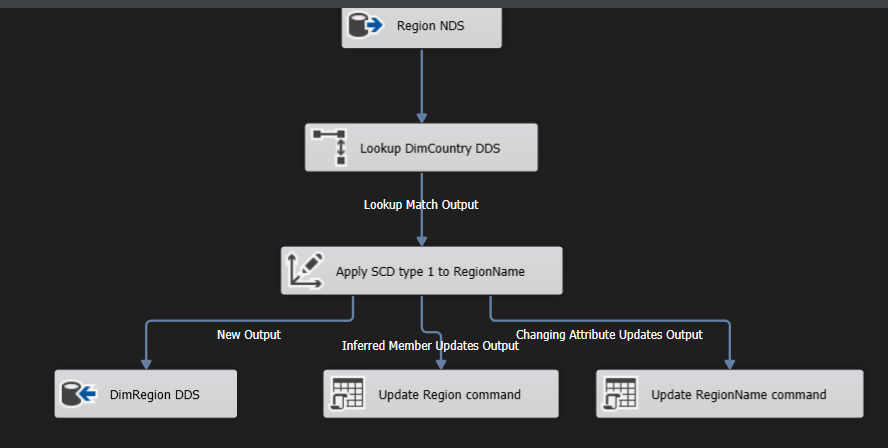 Region NDS
Lookup DimCountry DDS
Lookup Match Output
Apply SCD type 1 to RegionName
New Output
Inferred Member Updates Output
Changing Attribute Updates Output
DimRegion DDS
Update Region command
Update RegionName command